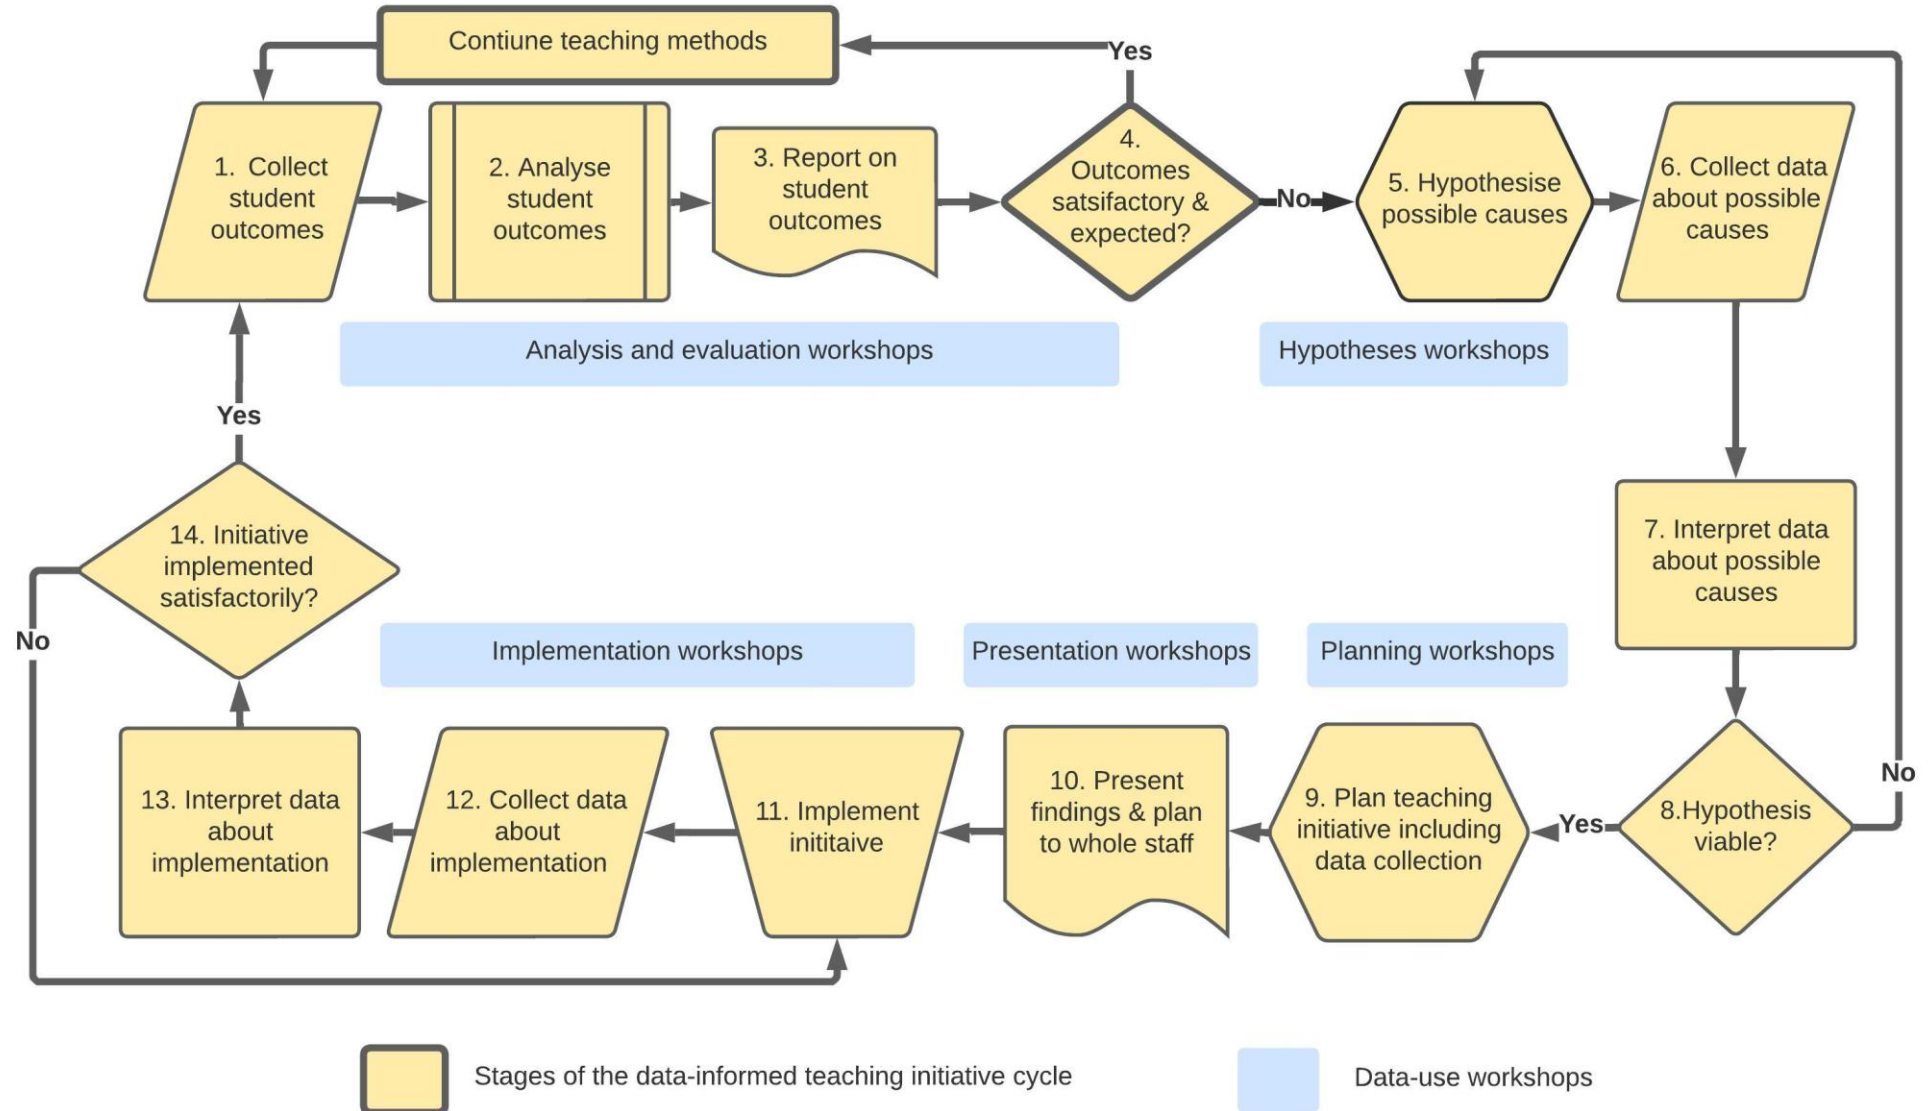 Contiune teaching methods
Yes
1. Collect
student
outcomes
2. Analyse
student
outcomes
3. Report on
student
outcomes
4.
Outcomes
satsifactory &
expected?
No
5. Hypothesise
possible causes
6. Collect data
about possible
causes
Analysis and evaluation workshops
Hypotheses workshops
Yes
14. Initiative
implemented
satisfactorily?
No
7. Interpret data
about possible
causes
Implementation workshops
Presentation workshops
Planning workshops
13. Interpret data
about
implementation
12. Collect data
about
implementation
11. Implement
inititaive
10. Present
findings & plan
to whole staff
9. Plan teaching
initiative including
data collection
Yes
8.Hypothesis
viable?
No
Stages of the data-informed teaching initiative cycle
Data-use workshops